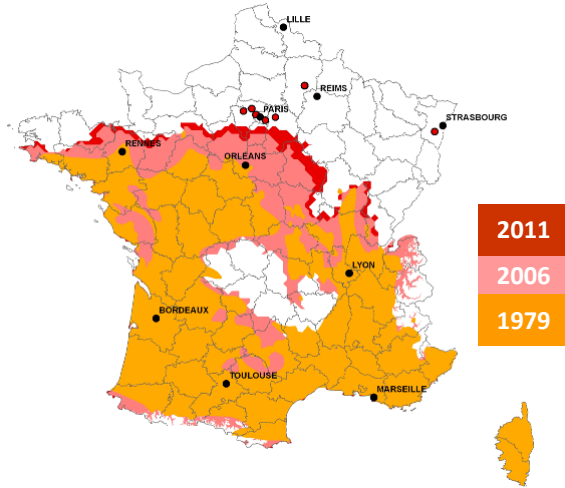 LILLE
REIMS
PARIS
STRASBOURG
RENNES
ORLEANS
2011
2006
LYON
1979
BORDEAUX
TOULOUSE
MARSEILLE